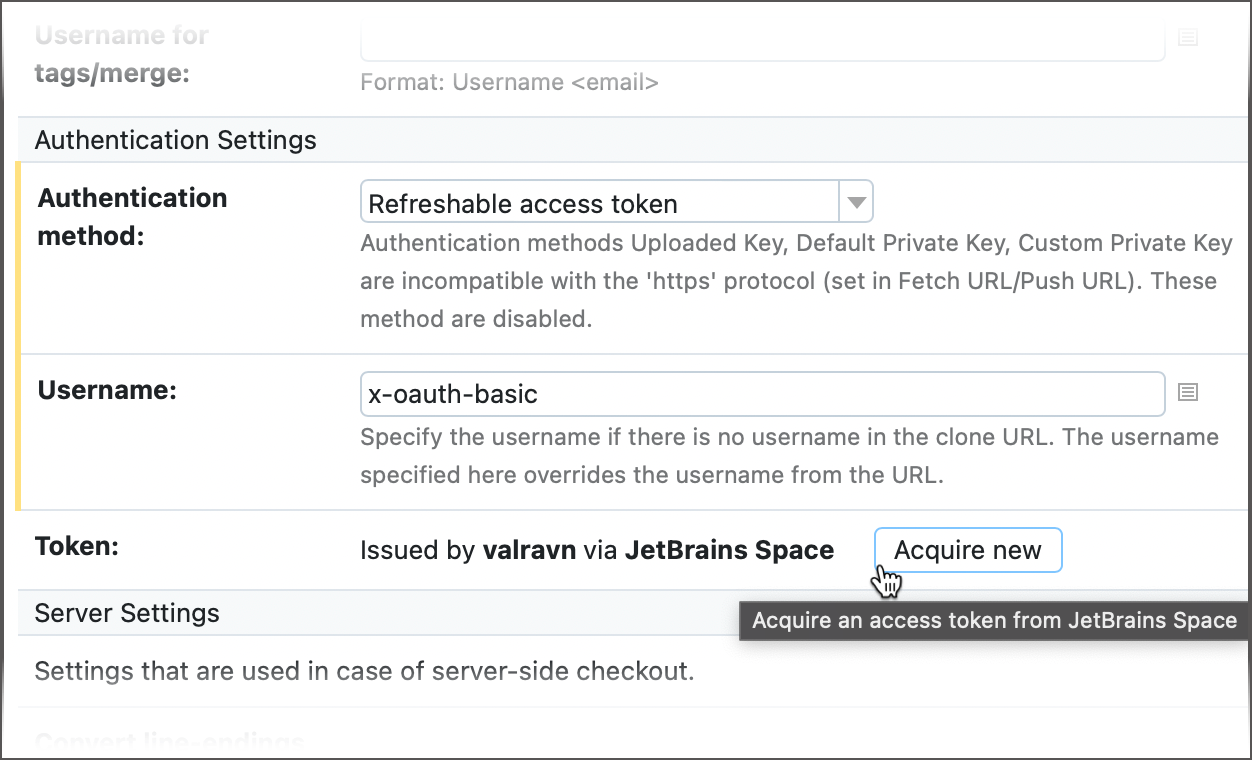 Username for
tags/merge:
Format: Username <email>
Authentication Settings
Authentication
method:
Refreshable access token
Authentication methods Uploaded Key, Default Private Key, Custom Private Key
are incompatible with the 'https' protocol (set in Fetch URL/Push URL). These
method are disabled.
Username:
x-oauth-basic
Specify the username if there is no username in the clone URL. The username
specified here overrides the username from the URL.
Token:
Issued by valravn via JetBrains Space
Acquire new
Acquire an access token from JetBrains Space
Server Settings
Settings that are used in case of server-side checkout.
Convert line-endings